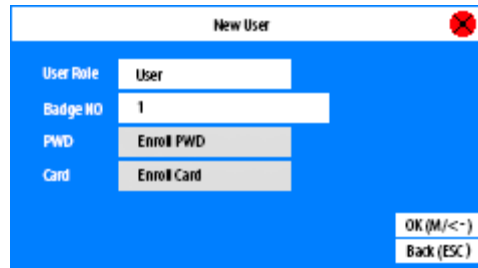 New User
User Role User
Badge NO 1
PWD Enroll PWD
Card Enroll Card
OK (M/<-)
Back (ESC)